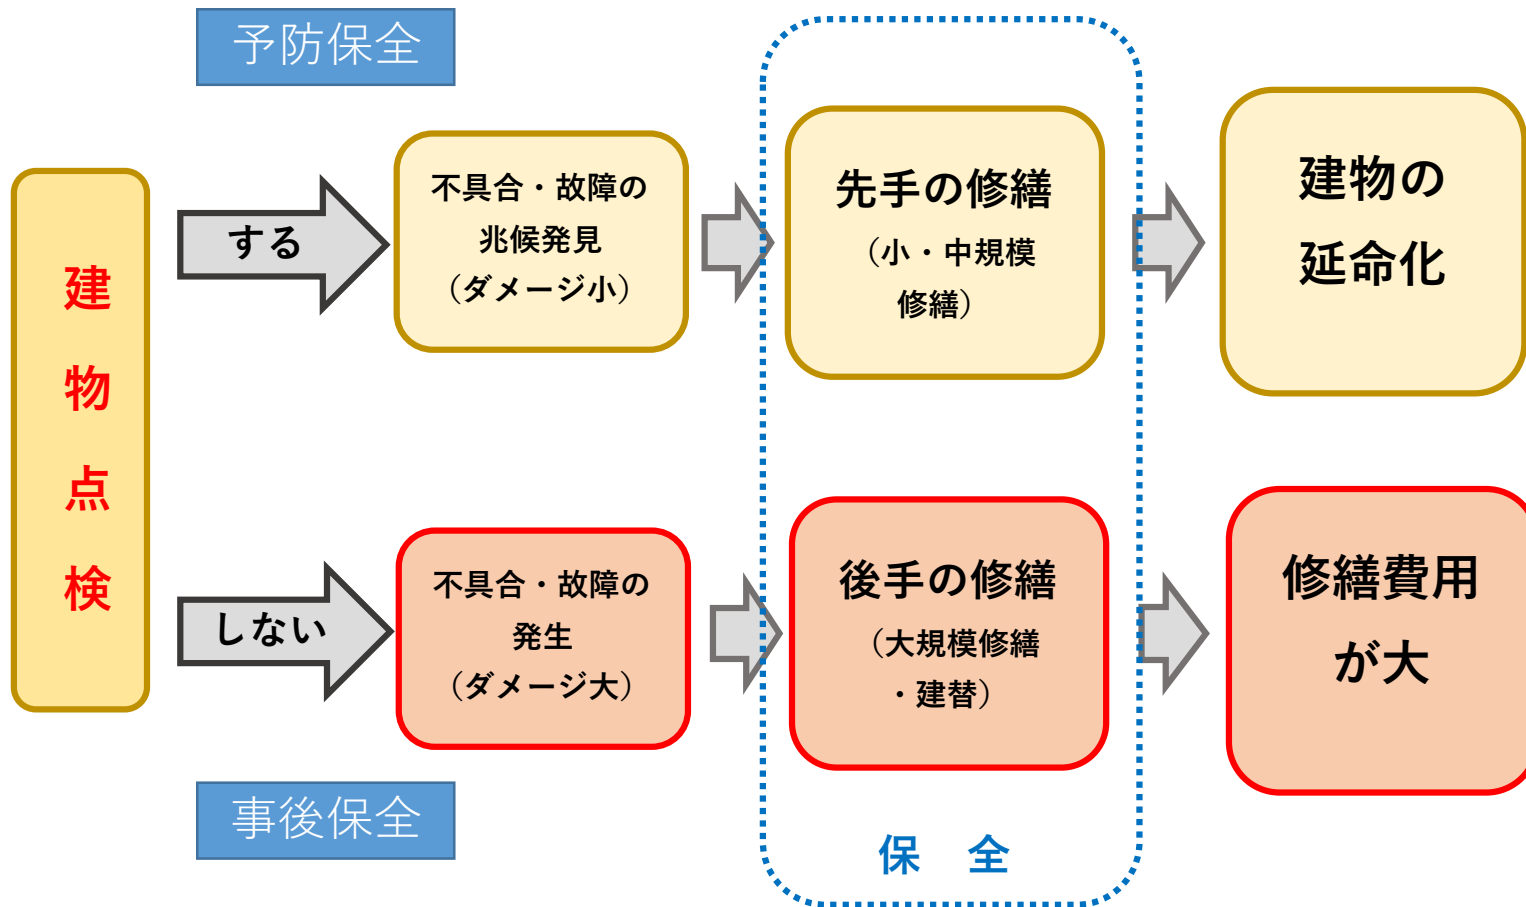 予防保全
建物点検
する
不具合・故障の
兆候発見
（ダメージ小）
先手の修繕
（小・中規模
修繕）
建物の
延命化
しない
不具合・故障の
発生
（ダメージ大）
後手の修繕
（大規模修繕
・建替）
修繕費用
が大
事後保全
保　全